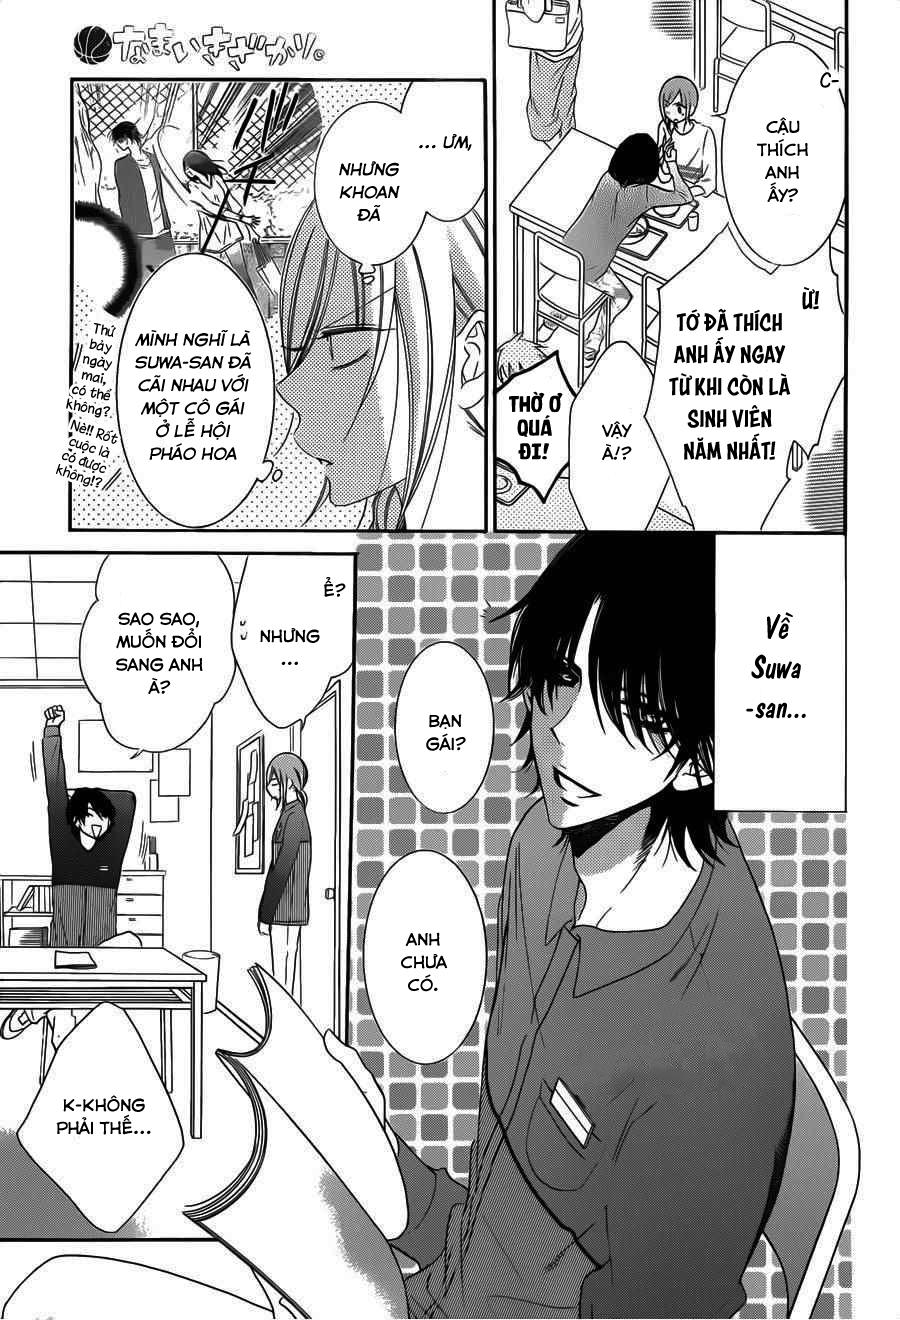 なまいきざかり。
C-
CẬU
THÍCH
ANH
ẤY?
Ừ!
TỚ ĐÃ THÍCH
ANH ẤY NGAY
TỪ KHI CÒN LÀ
SINH VIÊN
NĂM NHẤT!
VẬY
À!?
THỜ Ơ
QUÁ
ĐI!
... ƯM,
NHƯNG
KHOAN
ĐÃ
MÌNH NGHĨ LÀ
SUWA-SAN ĐÃ
CÃI NHAU VỚI
MỘT CÔ GÁI
Ở LỄ HỘI
PHÁO HOA
Thứ
bảy
ngày
mai,
có thể
không?
Nè!! Rốt
cuộc là
có được
không!?
Về
Suwa
-san...
BẠN
GÁI?
ANH
CHƯA
CÓ.
Ể?
NHƯNG
...
SAO SAO,
MUỐN ĐỔI
SANG ANH
À?
K-KHÔNG
PHẢI THẾ...